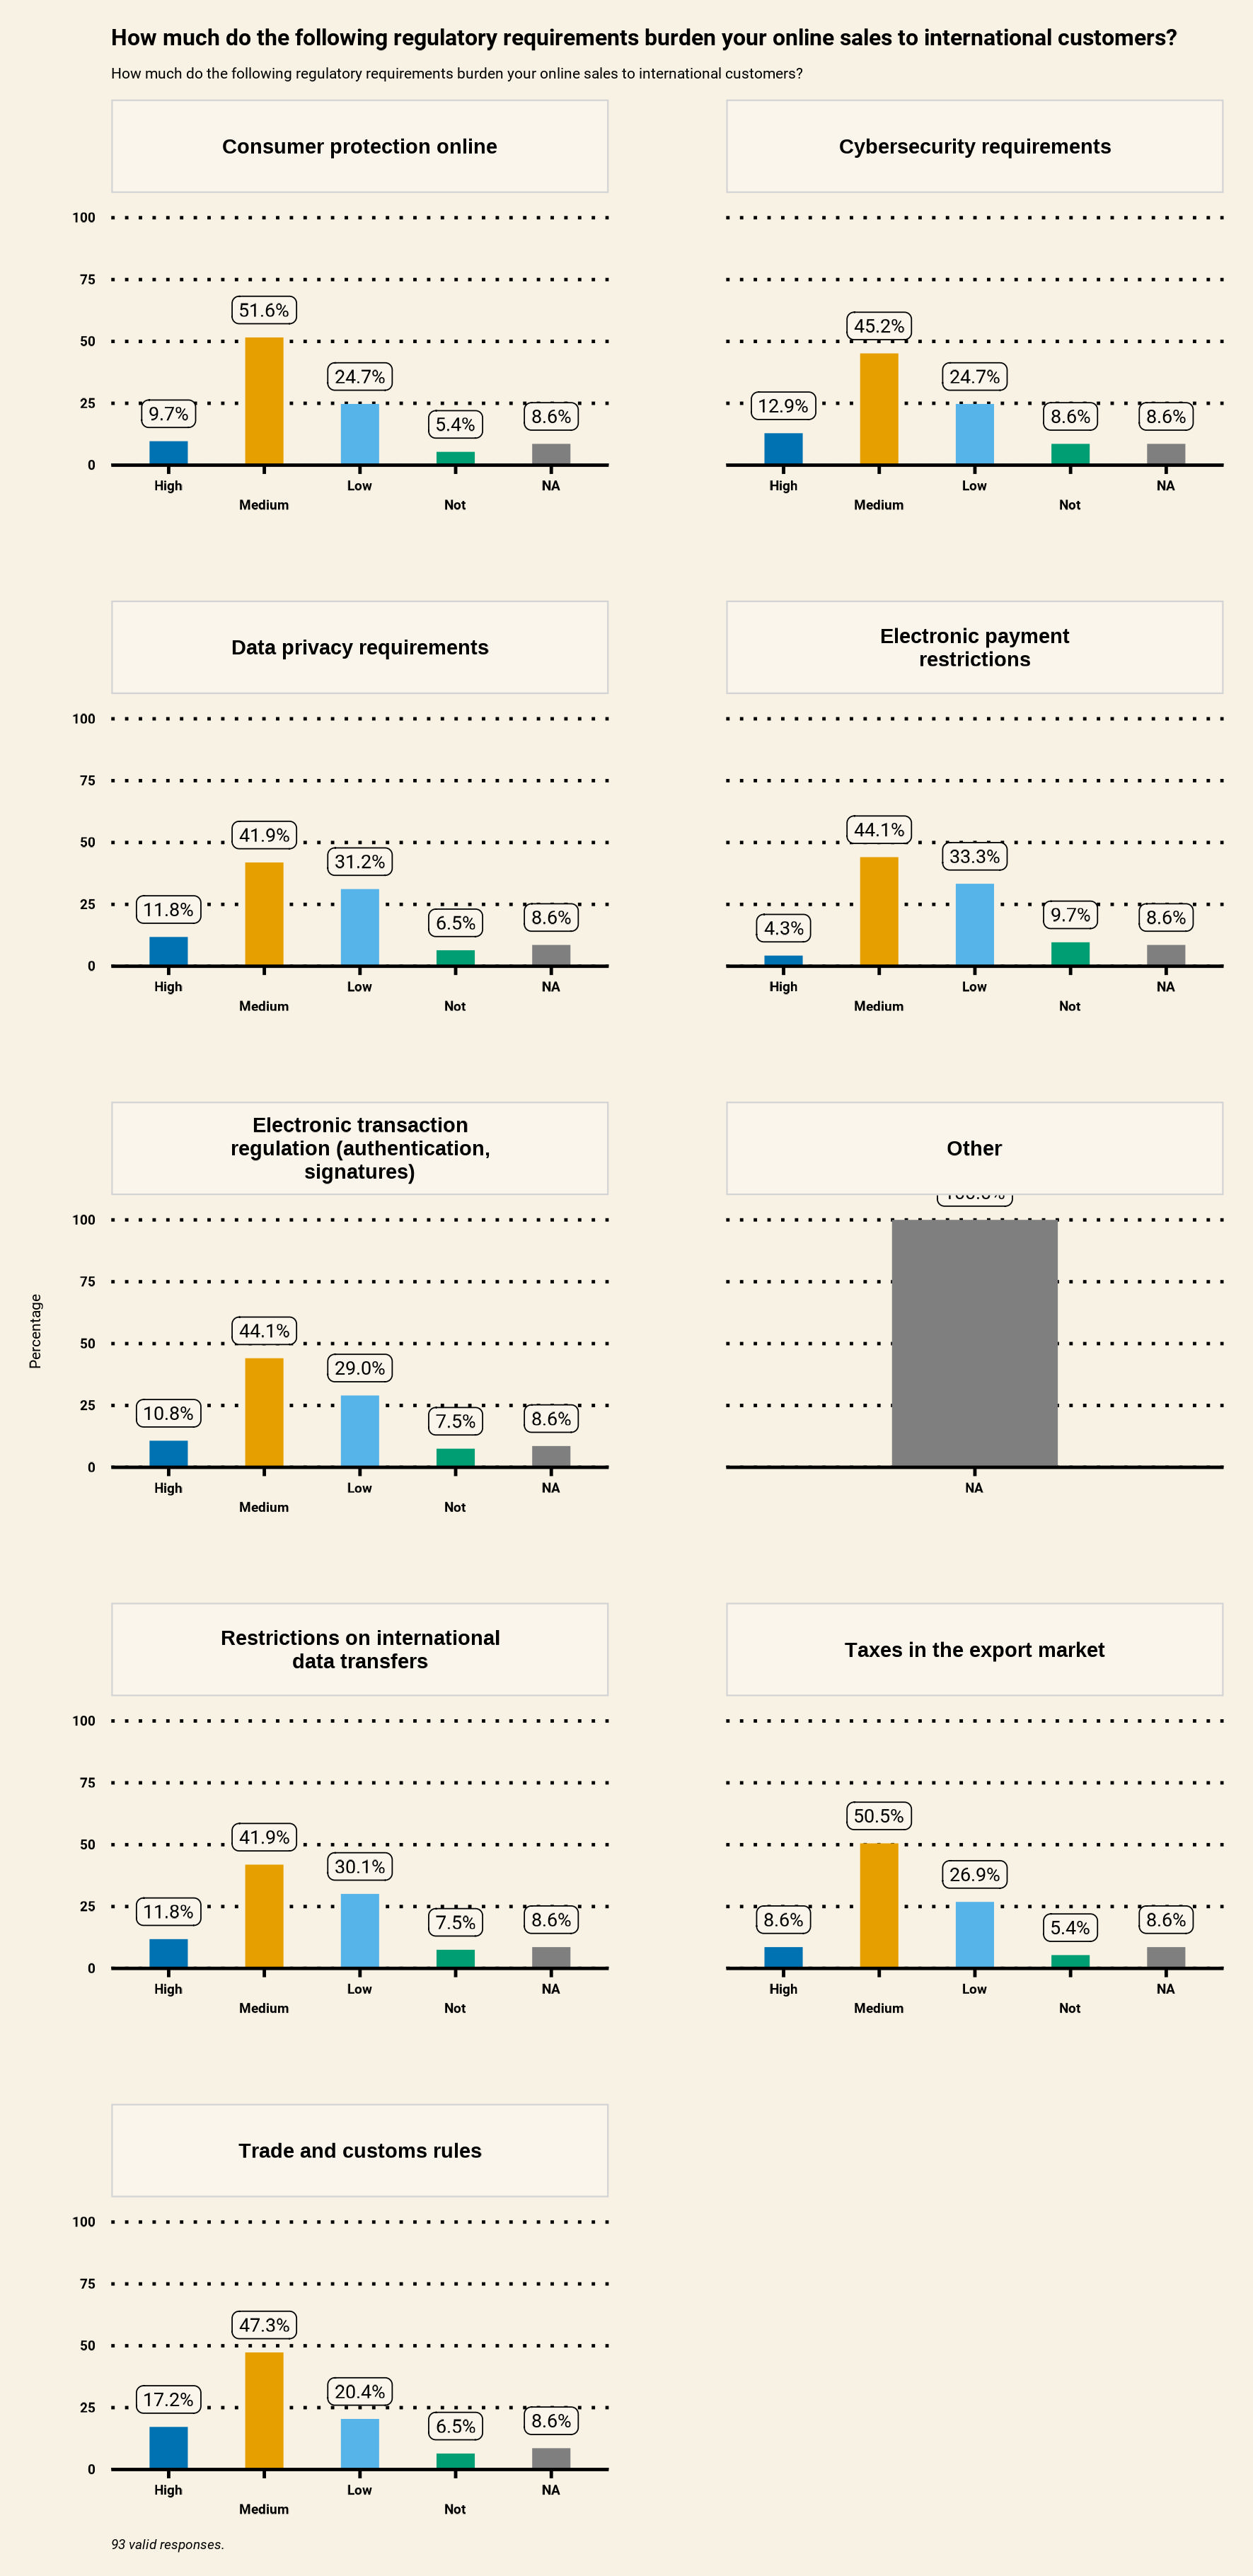 How much do the following regulatory requirements burden your online sales to international customers?
How much do the following regulatory requirements burden your online sales to international customers?
Consumer protection online
Cybersecurity requirements
100
75
50
25
0
51.6%
24.7%
9.7%
5.4%
8.6%
High
Medium
Low
Not
NA
45.2%
24.7%
12.9%
8.6%
8.6%
High
Medium
Low
Not
NA
Data privacy requirements
Electronic payment
restrictions
100
75
50
25
0
41.9%
31.2%
11.8%
6.5%
8.6%
High
Medium
Low
Not
NA
44.1%
33.3%
4.3%
9.7%
8.6%
High
Medium
Low
Not
NA
Electronic transaction
regulation (authentication,
signatures)
Other
Percentage
100
75
50
25
0
44.1%
29.0%
10.8%
7.5%
8.6%
High
Medium
Low
Not
NA
NA
Restrictions on international
data transfers
Taxes in the export market
100
75
50
25
0
41.9%
30.1%
11.8%
7.5%
8.6%
High
Medium
Low
Not
NA
50.5%
26.9%
8.6%
5.4%
8.6%
High
Medium
Low
Not
NA
Trade and customs rules
100
75
50
25
0
47.3%
17.2%
20.4%
6.5%
8.6%
High
Medium
Low
Not
NA
93 valid responses.